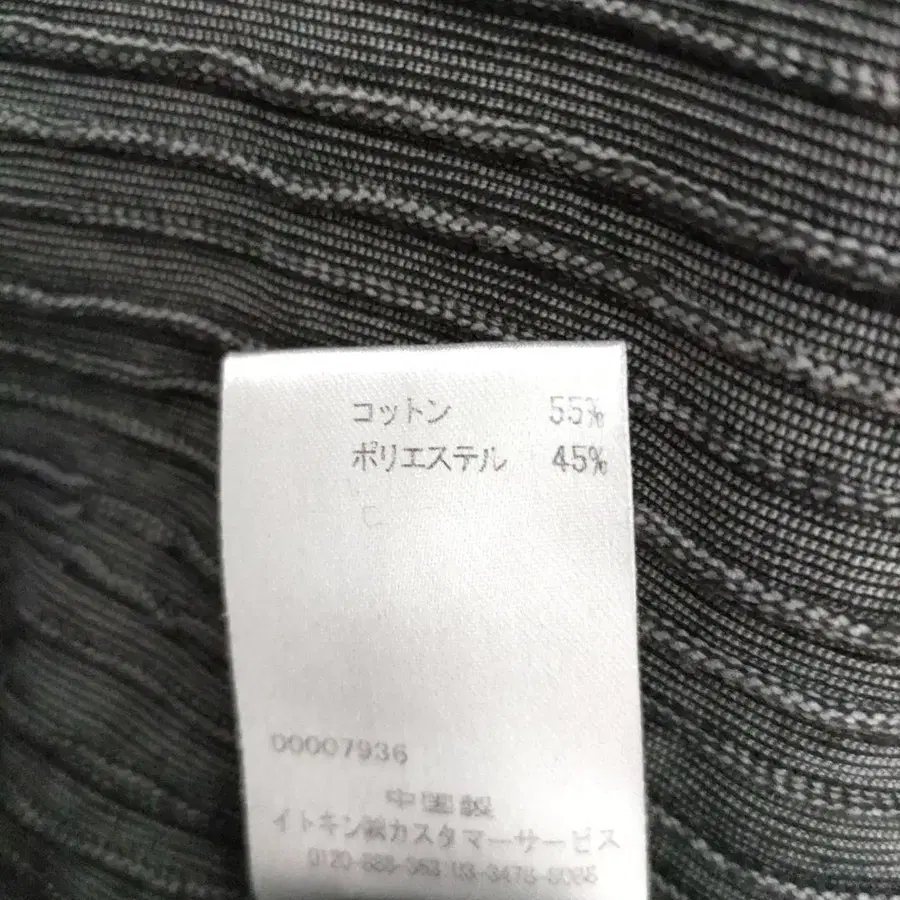 コットン 55%
ポリエステル 45%
00007936
中国製
イトキン㈱カスタマーサービス